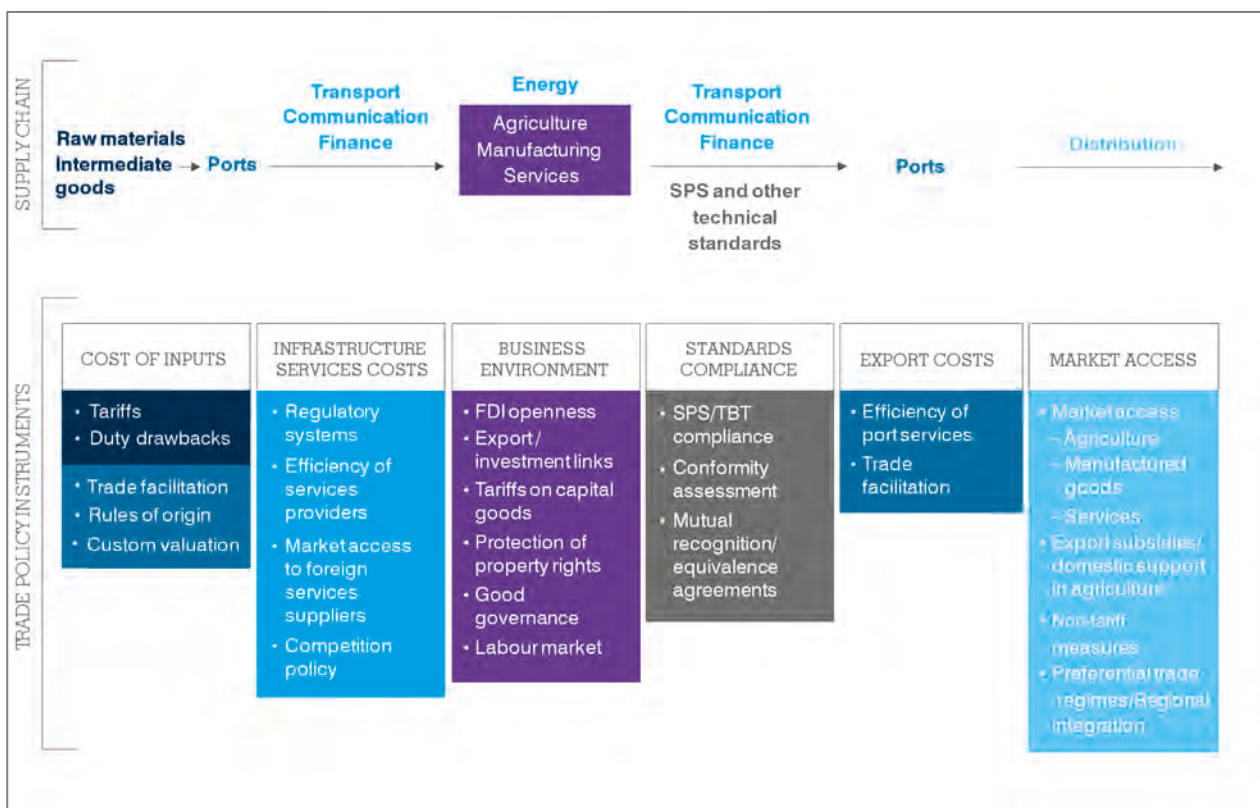 SUPPLY CHAIN
Raw materials
Intermediate
goods
Ports
Transport
Communication
Finance
Energy
Agriculture
Manufacturing
Services
Transport
Communication
Finance
SPS and other
technical
standards
Ports
Distribution
TRADE POLICY INSTRUMENTS
COST OF INPUTS
• Tariffs
• Duty drawbacks
• Trade facilitation
• Rules of origin
• Custom valuation
INFRASTRUCTURE
SERVICES COSTS
• Regulatory
systems
• Efficiency of
services
providers
• Market access
to foreign
services
suppliers
• Competition
policy
BUSINESS
ENVIRONMENT
• FDI openness
• Export /
investment links
• Tariffs on capital
goods
• Protection of
property rights
• Good
governance
• Labour market
STANDARDS
COMPLIANCE
• SPS/TBT
compliance
• Conformity
assessment
• Mutual
recognition/
equivalence
agreements
EXPORT COSTS
• Efficiency of
port services
• Trade
facilitation
MARKET ACCESS
• Market access
– Agriculture
– Manufactured
goods
– Services
• Export subsidies/
domestic support
in agriculture
• Non-tariff
measures
• Preferential trade
regimes/Regional
integration